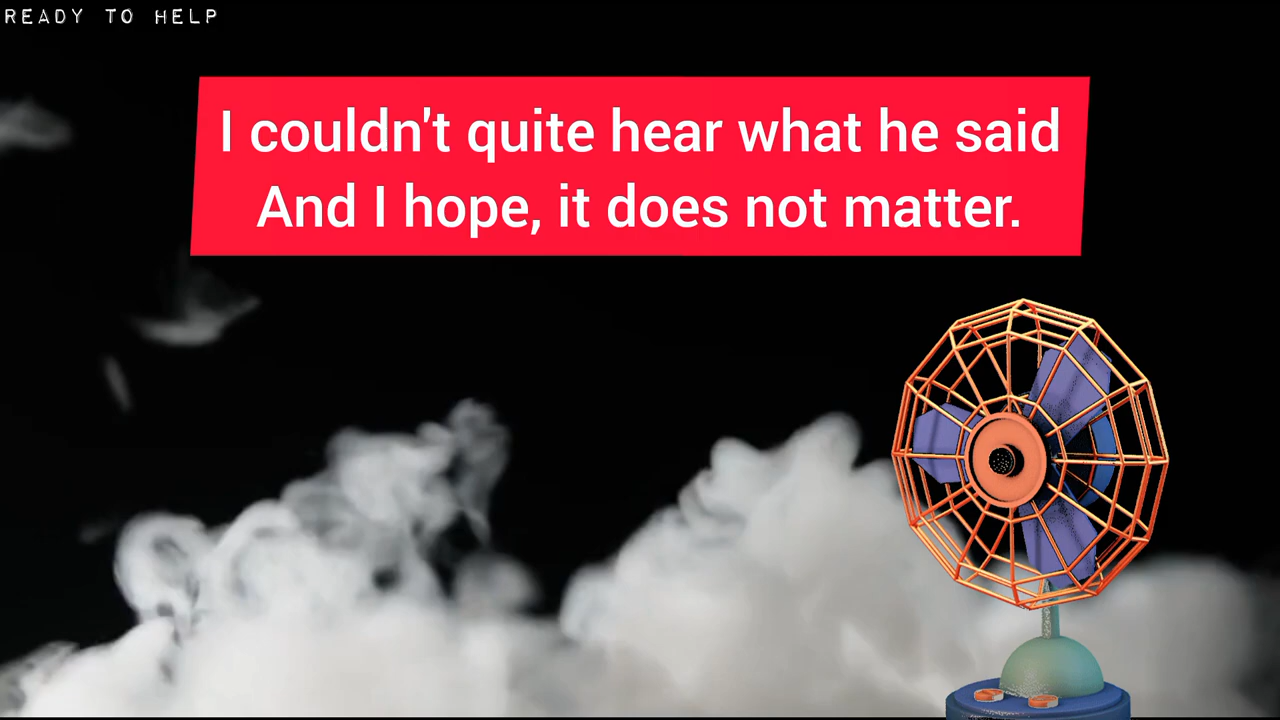 READY TO HELP
I couldn't quite hear what he said
And I hope, it does not matter.